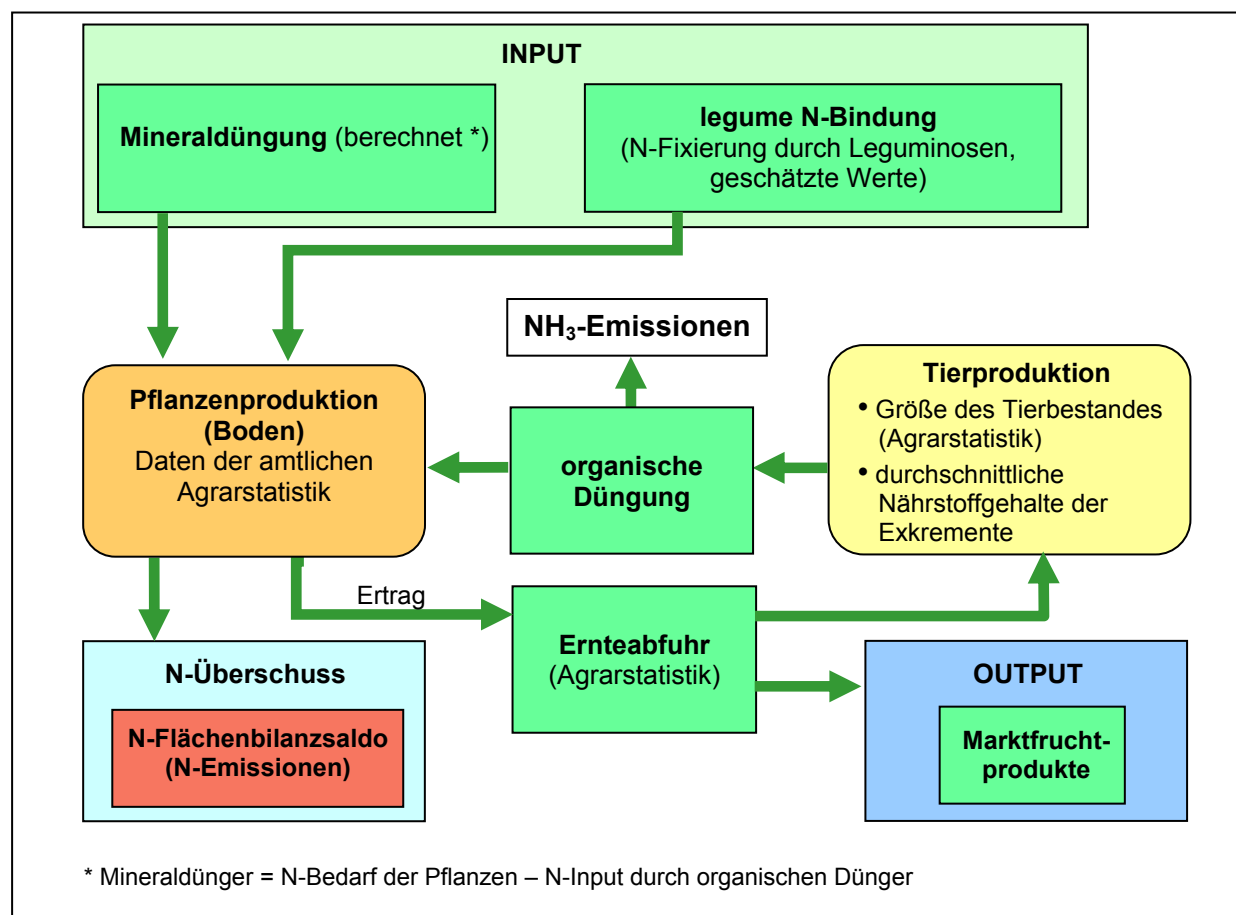 INPUT
Mineraldüngung (berechnet *)
legume N-Bindung
(N-Fixierung durch Leguminosen,
geschätzte Werte)
NH₃-Emissionen
Pflanzenproduktion
(Boden)
Daten der amtlichen
Agrarstatistik
organische
Düngung
Tierproduktion
• Größe des Tierbestandes
(Agrarstatistik)
• durchschnittliche
Nährstoffgehalte der
Exkremente
Ertrag
Ernteabfuhr
(Agrarstatistik)
N-Überschuss
N-Flächenbilanzsaldo
(N-Emissionen)
OUTPUT
Marktfrucht-
produkte
* Mineraldünger = N-Bedarf der Pflanzen – N-Input durch organischen Dünger